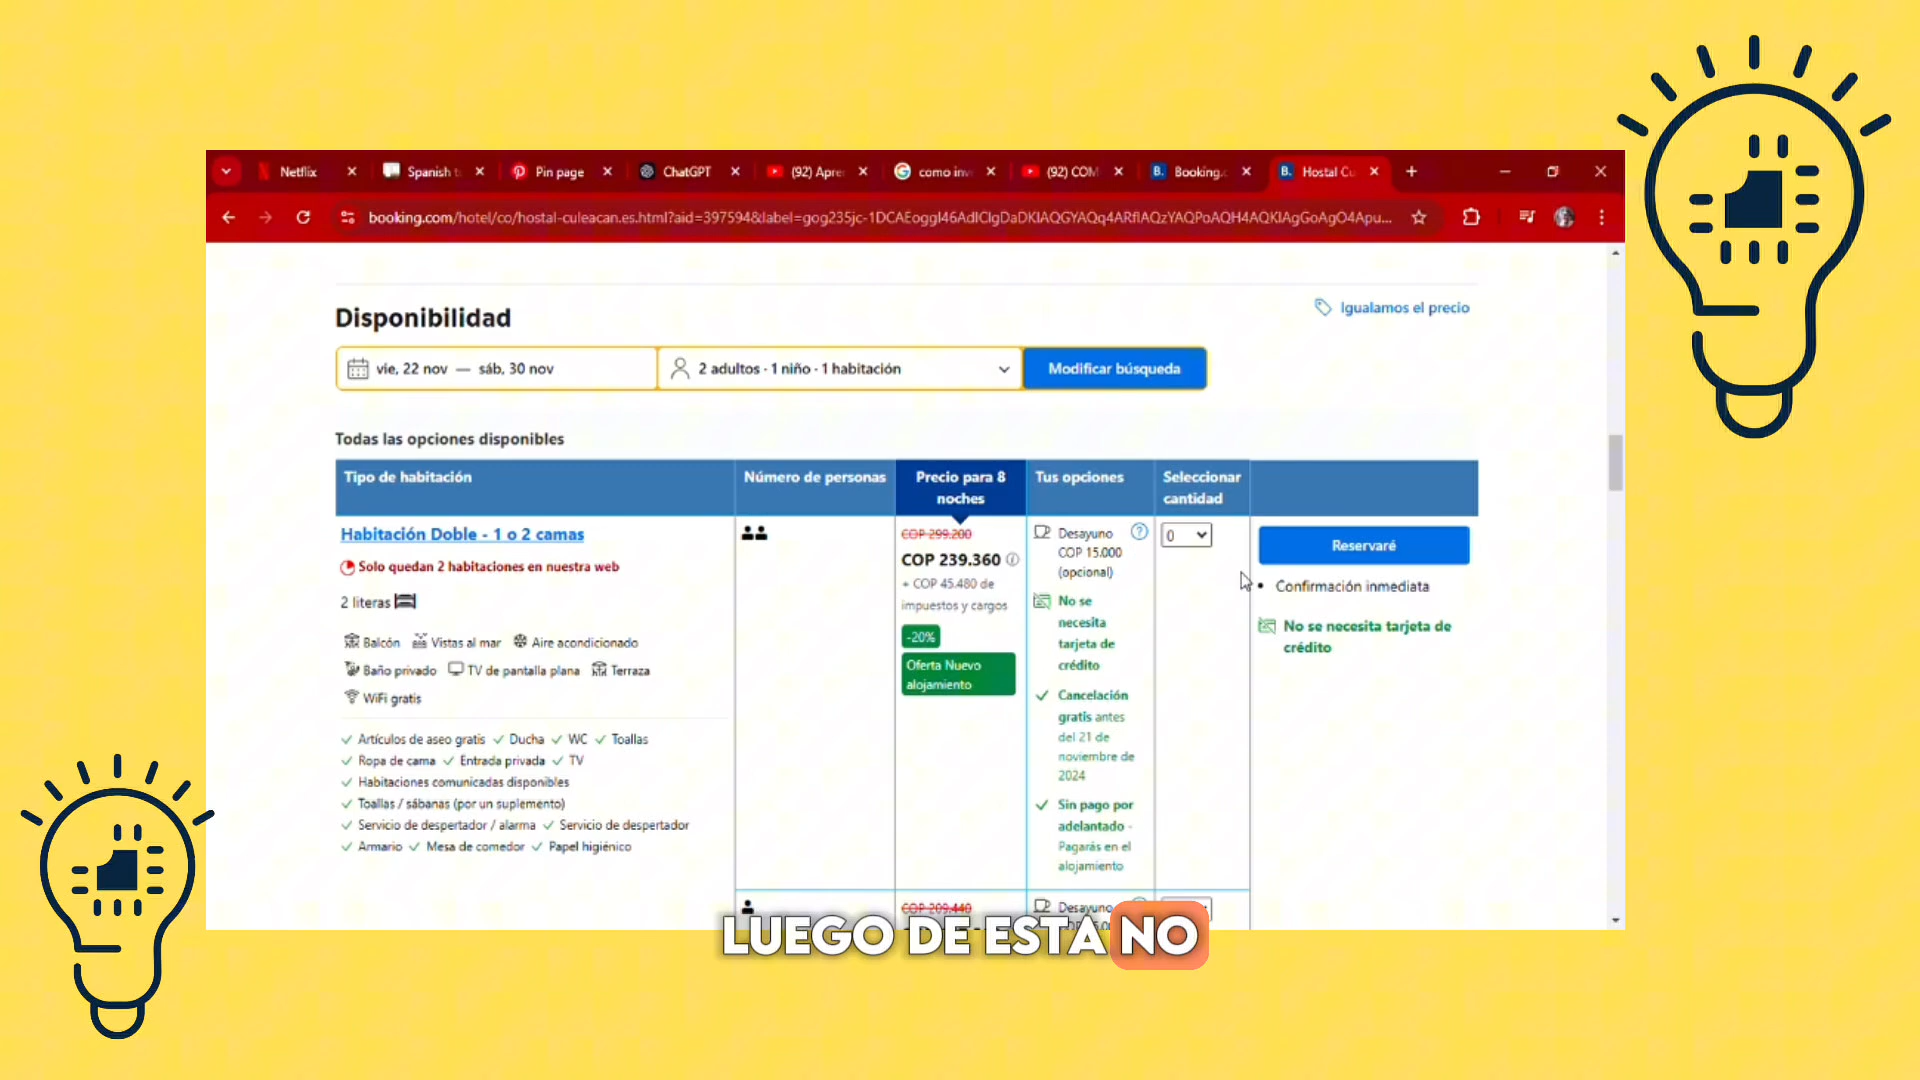 Netflix
Spanish t
Pin page
ChatGPT
(92) Apre
como inv
(92) COM
Booking.c
Hostal Cu
booking.com/hotel/co/hostal-culeacan.es.html?aid=397594&label=gog235jc-1DCAEoggI46AdICIgDaDKIAQGYAQq4ARfIAQzYAQPoAQH4AQKIAgGoAgO4Apu...
Disponibilidad
Igualamos el precio
vie, 22 nov — sáb, 30 nov
2 adultos · 1 niño · 1 habitación
Modificar búsqueda
Todas las opciones disponibles
Tipo de habitación
Número de personas
Precio para 8
noches
Tus opciones
Seleccionar
cantidad
Habitación Doble - 1 o 2 camas
Solo quedan 2 habitaciones en nuestra web
2 literas
Balcón Vistas al mar Aire acondicionado
Baño privado TV de pantalla plana Terraza
WiFi gratis
Artículos de aseo gratis Ducha WC Toallas
Ropa de cama Entrada privada TV
Habitaciones comunicadas disponibles
Toallas / sábanas (por un suplemento)
Servicio de despertador / alarma Servicio de despertador
Armario Mesa de comedor Papel higiénico
COP 299.200
COP 239.360
+ COP 45.480 de
impuestos y cargos
-20%
Oferta Nuevo
alojamiento
Desayuno
COP 15.000
(opcional)
No se
necesita
tarjeta de
crédito
Cancelación
gratis antes
del 21 de
noviembre de
2024
Sin pago por
adelantado -
Pagarás en el
alojamiento
0
Reservaré
Confirmación inmediata
No se necesita tarjeta de
crédito
COP 209.440
Desayuno
LUEGO DE ESTA NO